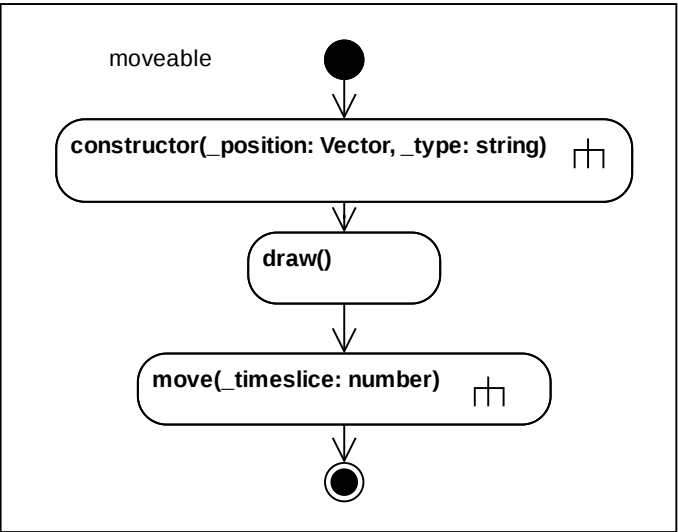 moveable
constructor(_position: Vector, _type: string)
draw()
move(_timeslice: number)